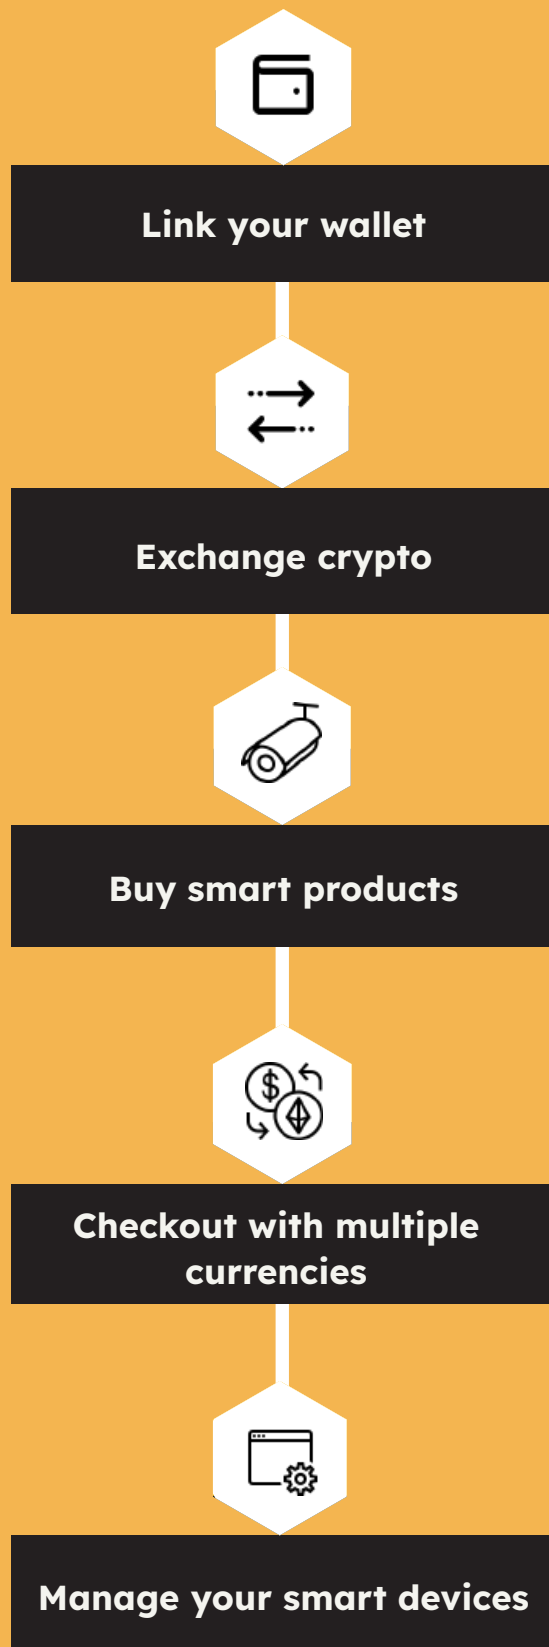 Link your wallet
Exchange crypto
Buy smart products
$
Checkout with multiple
currencies
Manage your smart devices